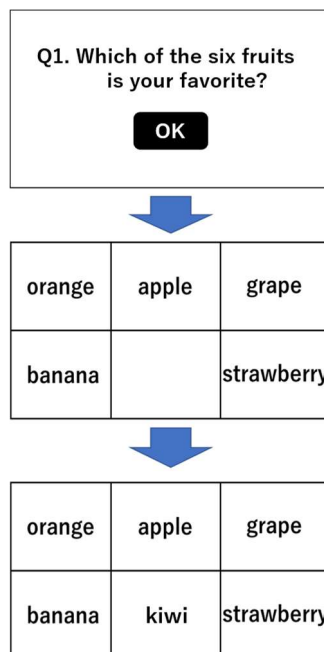 Q1. Which of the six fruits
is your favorite?
OK
orange apple grape
banana strawberry
orange apple grape
banana kiwi strawberry